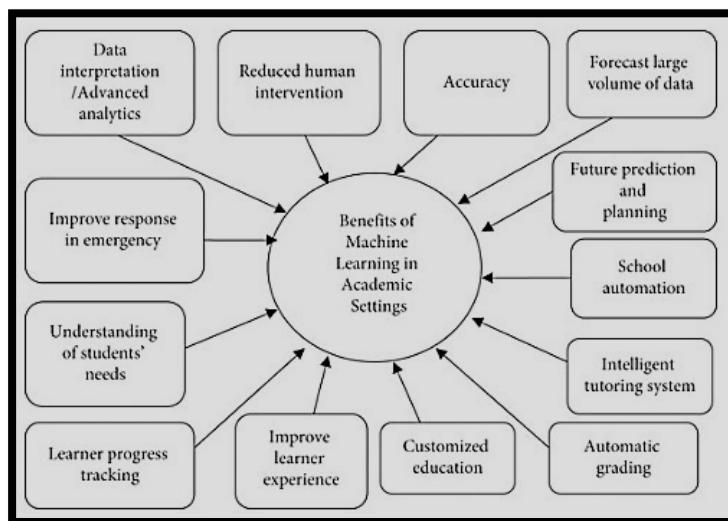 Data
interpretation
/Advanced
analytics
Reduced human
intervention
Accuracy
Forecast large
volume of data
Improve response
in emergency
Benefits of
Machine
Learning in
Academic
Settings
Future prediction
and
planning
School
automation
Understanding
of students’
needs
Intelligent
tutoring system
Learner progress
tracking
Improve
learner
experience
Customized
education
Automatic
grading